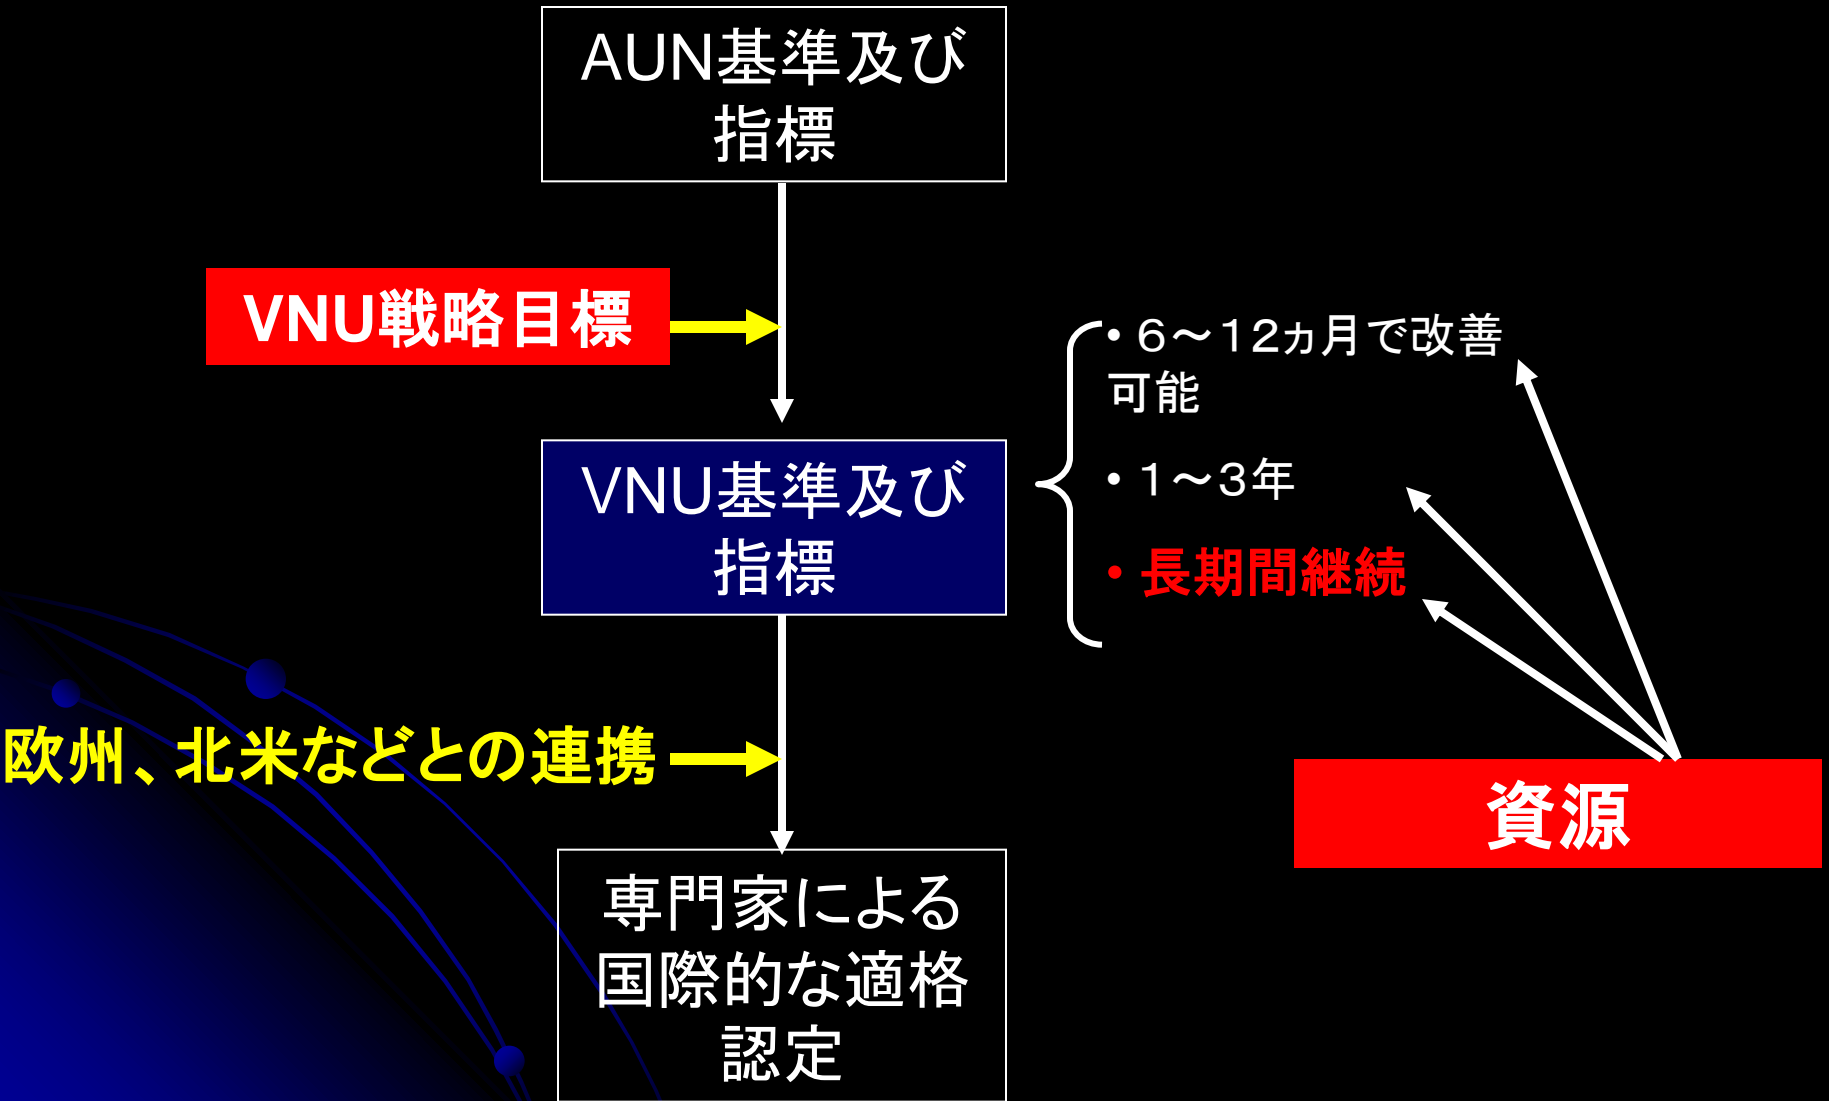 AUN基準及び
指標
VNU戦略目標
・6～12ヵ月で改善
可能
VNU基準及び
指標
・1～3年
・長期間継続
欧州、北米などとの連携
資源
専門家による
国際的な適格
認定